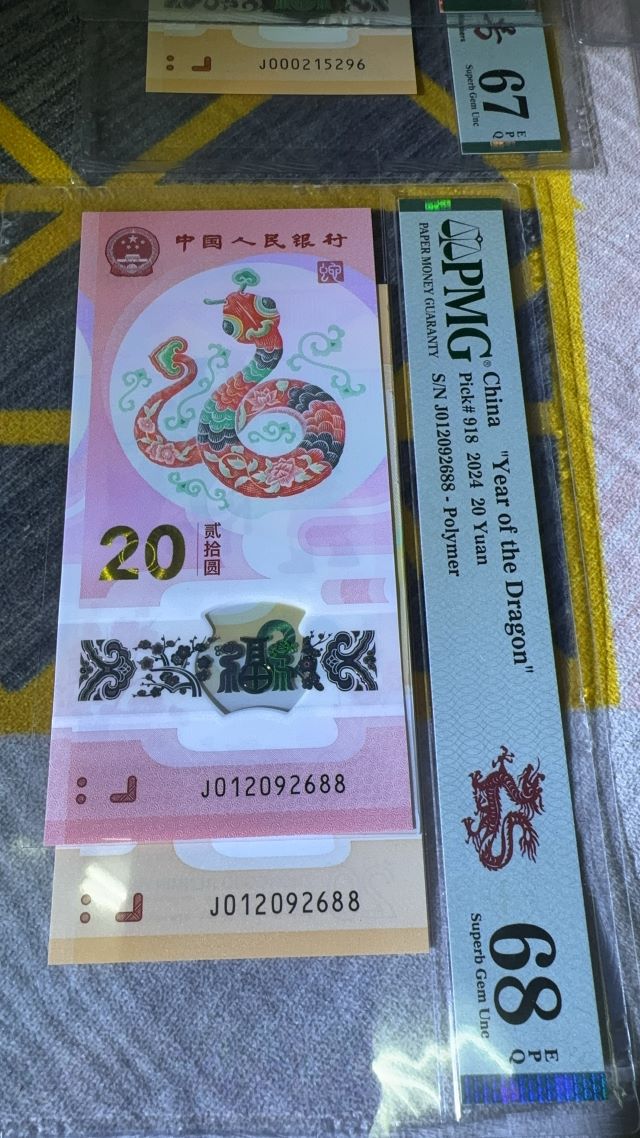 J000215296
67
E
P
Q
Superb Gem Unc
中国人民银行
20
贰拾圆
福
J012092688
J012092688
PMG®
PAPER MONEY GUARANTY
China "Year of the Dragon"
Pick# 918 2024 20 Yuan
S/N J012092688 - Polymer
68
E
P
Q
Superb Gem Unc